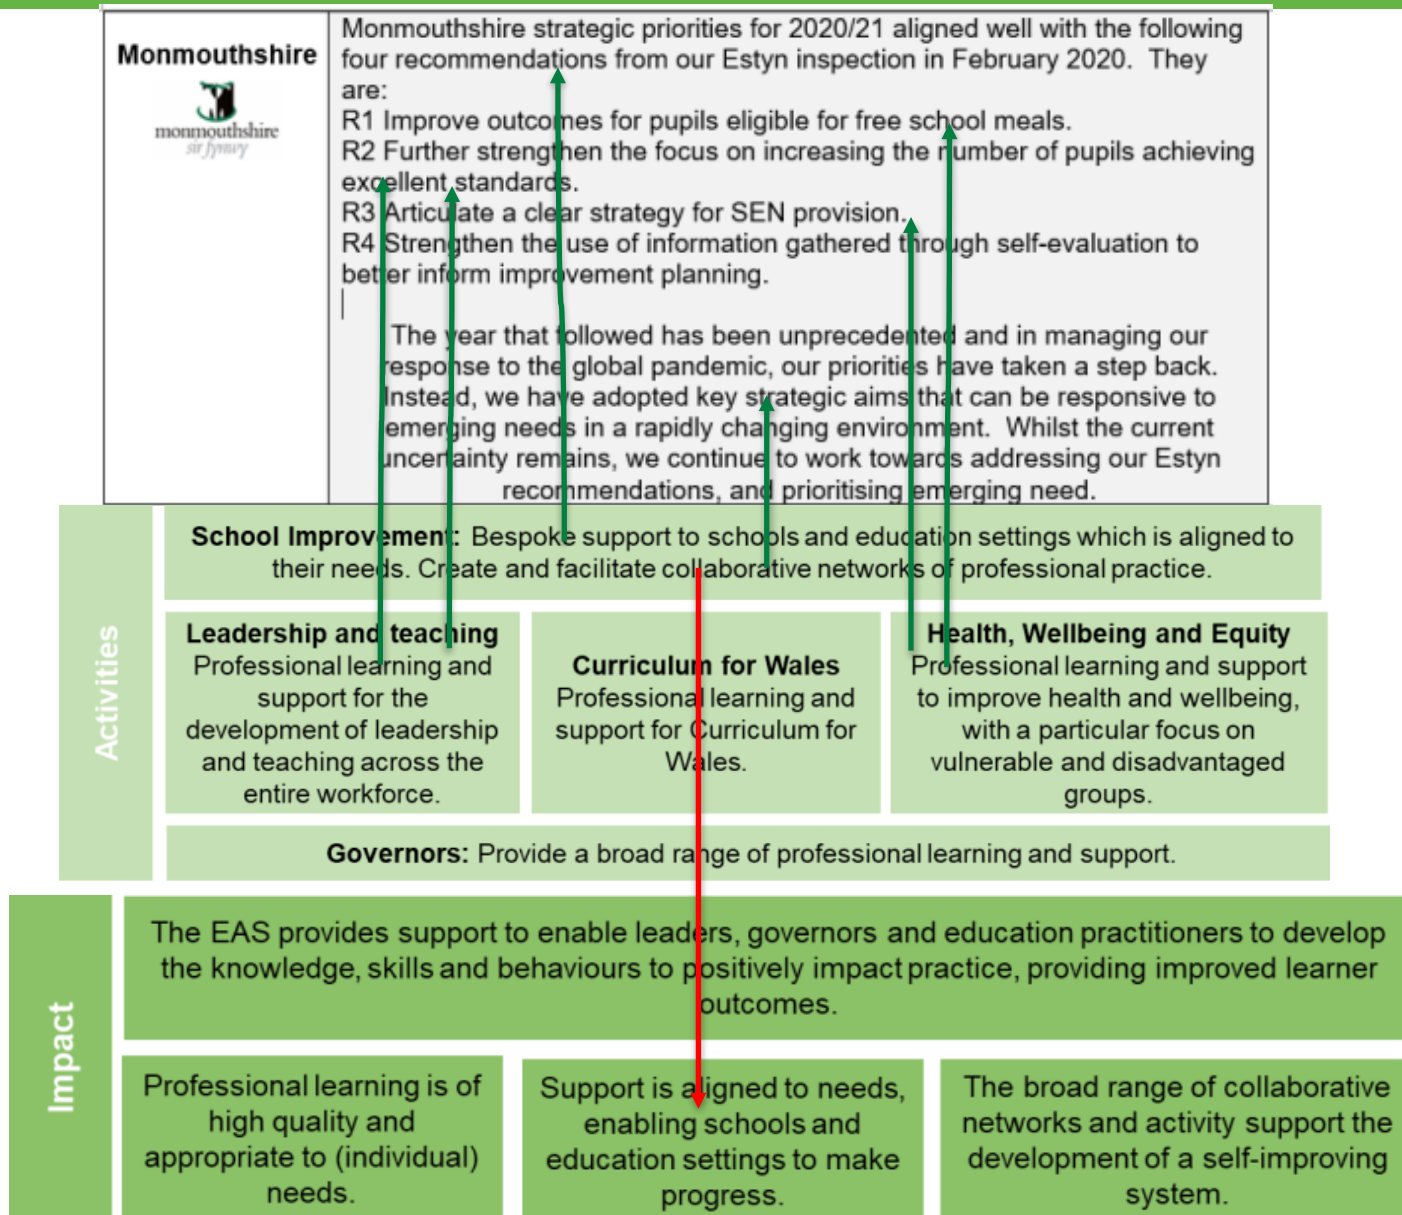 Monmouthshire
monmouthshire
sir fynwy
Monmouthshire strategic priorities for 2020/21 aligned well with the following
four recommendations from our Estyn inspection in February 2020. They
are:
R1 Improve outcomes for pupils eligible for free school meals.
R2 Further strengthen the focus on increasing the number of pupils achieving
excellent standards.
R3 Articulate a clear strategy for SEN provision.
R4 Strengthen the use of information gathered through self-evaluation to
better inform improvement planning.
The year that followed has been unprecedented and in managing our
response to the global pandemic, our priorities have taken a step back.
Instead, we have adopted key strategic aims that can be responsive to
emerging needs in a rapidly changing environment. Whilst the current
uncertainty remains, we continue to work towards addressing our Estyn
recommendations, and prioritising emerging need.
Activities
School Improvement: Bespoke support to schools and education settings which is aligned to
their needs. Create and facilitate collaborative networks of professional practice.
Leadership and teaching
Professional learning and
support for the
development of leadership
and teaching across the
entire workforce.
Curriculum for Wales
Professional learning and
support for Curriculum for
Wales.
Health, Wellbeing and Equity
Professional learning and support
to improve health and wellbeing,
with a particular focus on
vulnerable and disadvantaged
groups.
Governors: Provide a broad range of professional learning and support.
Impact
The EAS provides support to enable leaders, governors and education practitioners to develop
the knowledge, skills and behaviours to positively impact practice, providing improved learner
outcomes.
Professional learning is of
high quality and
appropriate to (individual)
needs.
Support is aligned to needs,
enabling schools and
education settings to make
progress.
The broad range of collaborative
networks and activity support the
development of a self-improving
system.